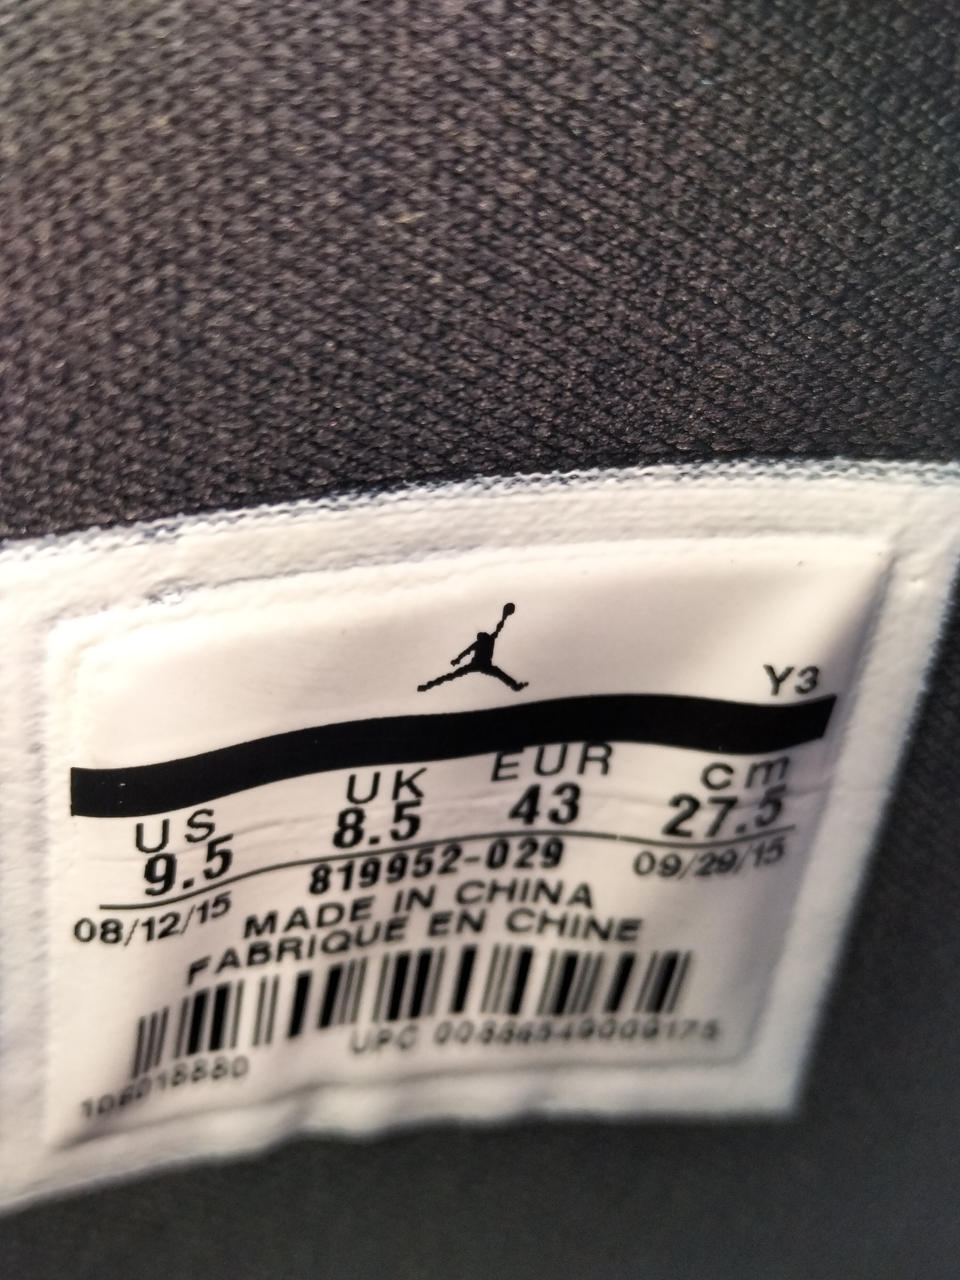 Y3
US UK EUR cm
9.5 8.5 43 27.5
08/12/15 819952-029 09/29/15
MADE IN CHINA
FABRIQUE EN CHINE
UPC